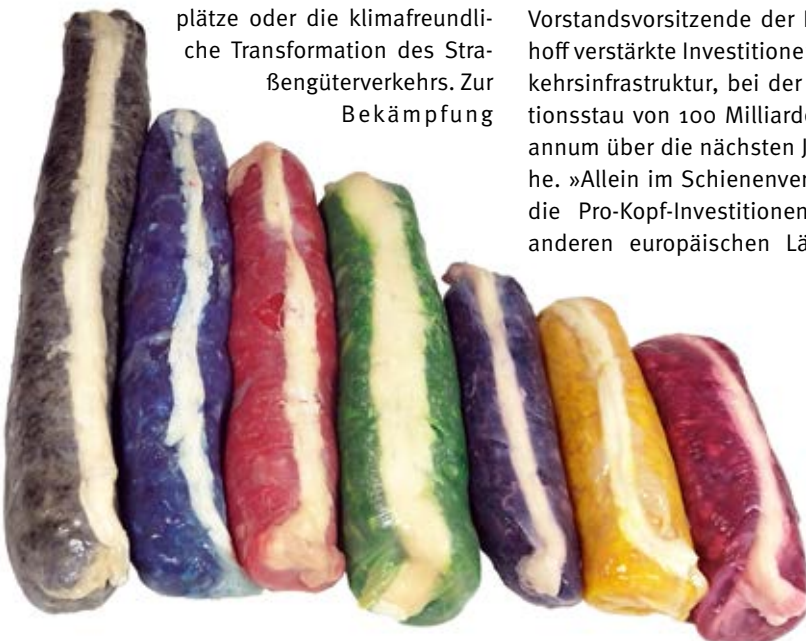 plätze oder die klimafreundli-
che Transformation des Stra-
ßengüterverkehrs. Zur
Bekämpfung
Vorstandsvorsitzende der
hoff verstärkte Investitione
kehrsinfrastruktur, bei der
tionsstau von 100 Milliarde
annum über die nächsten J
he. »Allein im Schienenver
die Pro-Kopf-Investitionen
anderen europäischen Lä